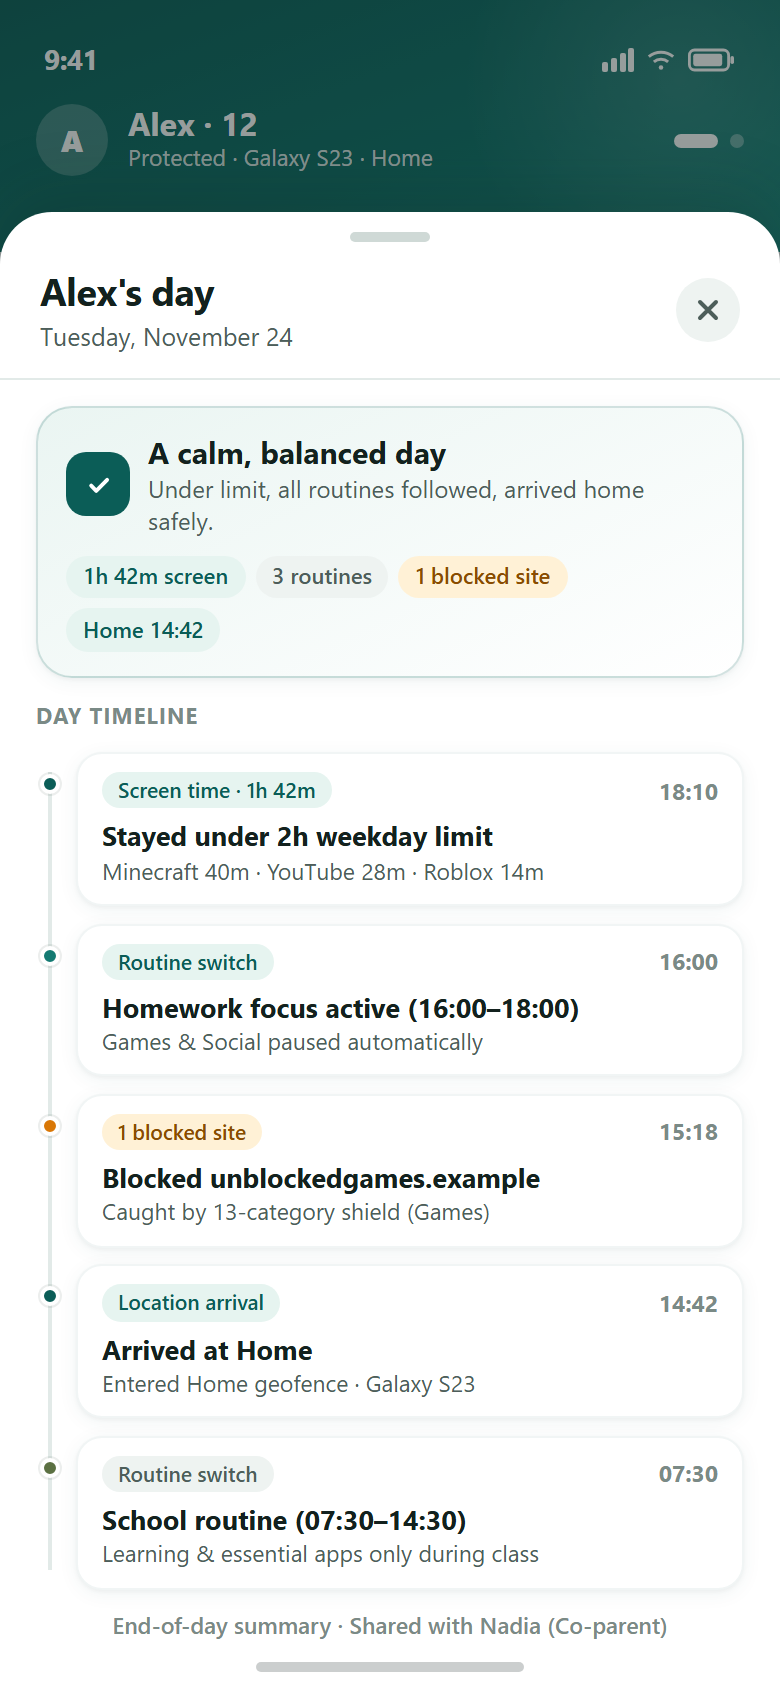 9:41
A
Alex · 12
Protected · Galaxy S23 · Home
Alex's day
Tuesday, November 24
A calm, balanced day
Under limit, all routines followed, arrived home
safely.
1h 42m screen
3 routines
1 blocked site
Home 14:42
DAY TIMELINE
Screen time · 1h 42m
18:10
Stayed under 2h weekday limit
Minecraft 40m · YouTube 28m · Roblox 14m
Routine switch
16:00
Homework focus active (16:00–18:00)
Games & Social paused automatically
1 blocked site
15:18
Blocked unblockedgames.example
Caught by 13-category shield (Games)
Location arrival
14:42
Arrived at Home
Entered Home geofence · Galaxy S23
Routine switch
07:30
School routine (07:30–14:30)
Learning & essential apps only during class
End-of-day summary · Shared with Nadia (Co-parent)